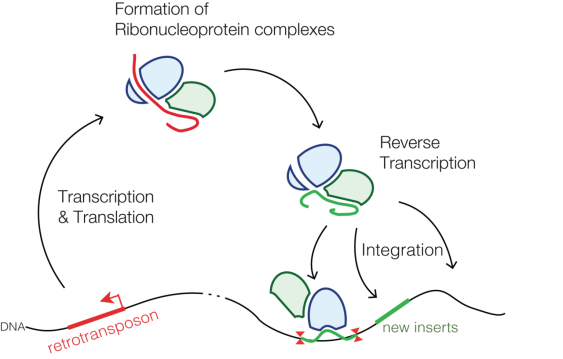 Formation of
Ribonucleoprotein complexes
Reverse
Transcription
Transcription
& Translation
Integration
DNA
retrotransposon
new inserts